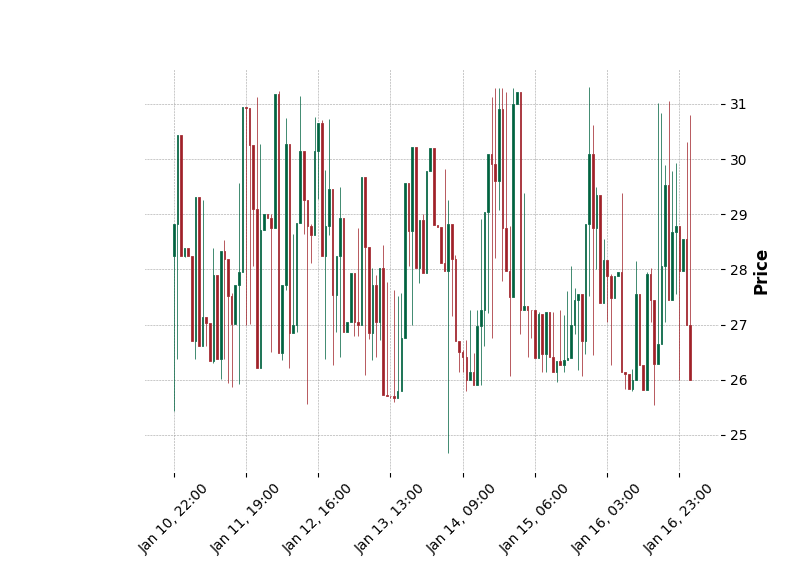 31
30
29
28
27
26
25
Price
Jan 10, 22:00
Jan 11, 19:00
Jan 12, 16:00
Jan 13, 13:00
Jan 14, 09:00
Jan 15, 06:00
Jan 16, 03:00
Jan 16, 23:00